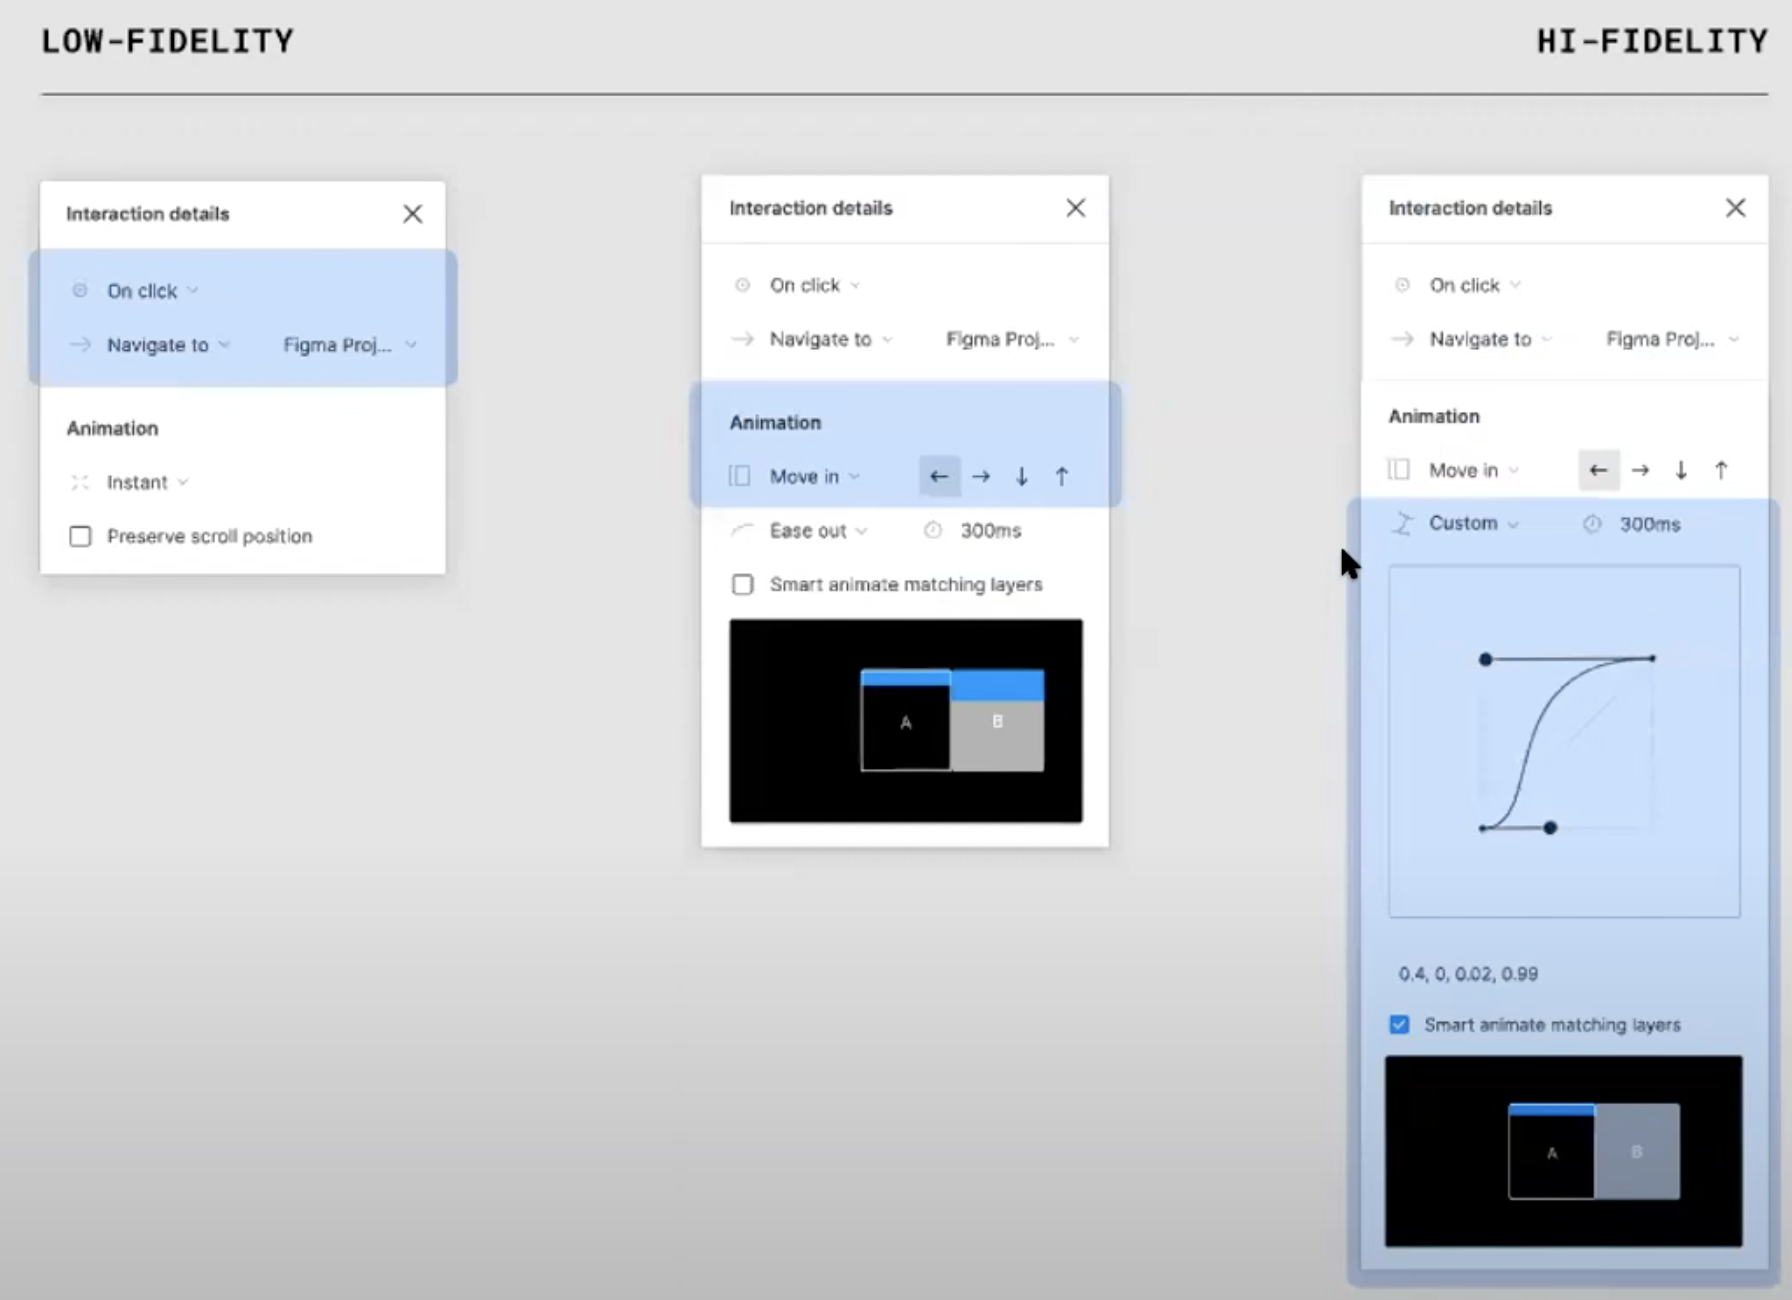 LOW-FIDELITY
HI-FIDELITY
Interaction details
On click
Navigate to Figma Proj...
Animation
Instant
Preserve scroll position
Interaction details
On click
Navigate to Figma Proj...
Animation
Move in ← → ↓ ↑
Ease out 300ms
Smart animate matching layers
A B
Interaction details
On click
Navigate to Figma Proj...
Animation
Move in ← → ↓ ↑
Custom 300ms
0.4, 0, 0.02, 0.99
Smart animate matching layers
A B